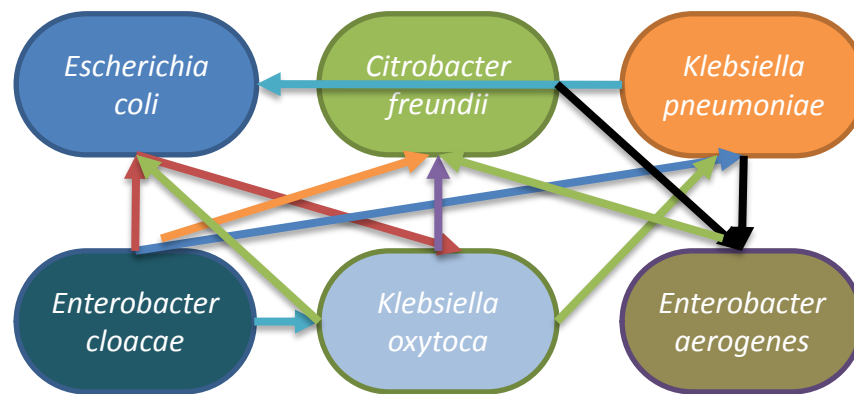 Escherichia
coli
Citrobacter
freundii
Klebsiella
pneumoniae
Enterobacter
cloacae
Klebsiella
oxytoca
Enterobacter
aerogenes